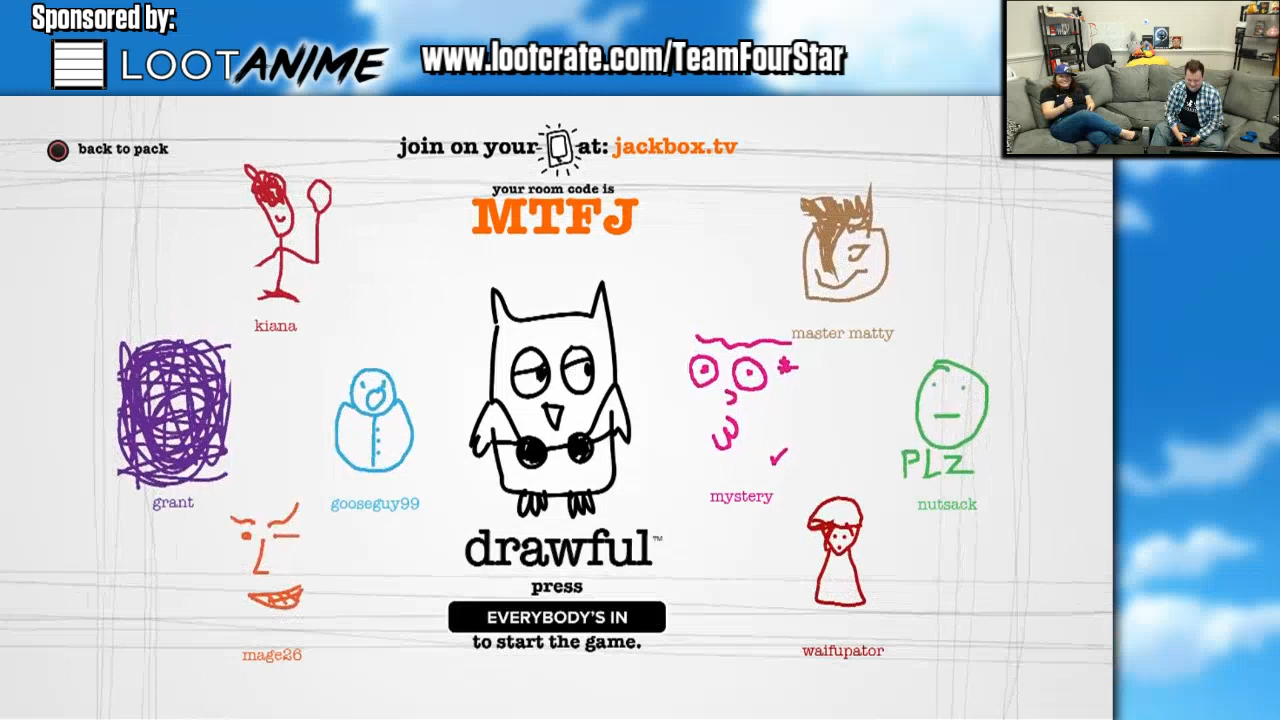 Sponsored by:
LOOTANIME
www.lootcrate.com/TeamFourStar
back to pack
join on your at: jackbox.tv
your room code is
MTFJ
kiana
master matty
grant
gooseguy99
mystery
PLZ
nutsack
drawful™
press
EVERYBODY'S IN
to start the game.
mage26
waifupator